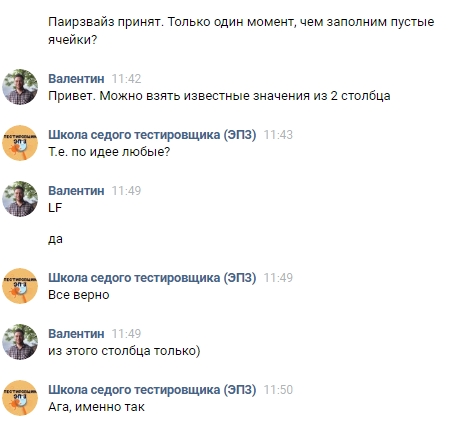 Паирзвайз принят. Только один момент, чем заполним пустые
ячейки?
Валентин 11:42
Привет. Можно взять известные значения из 2 столбца
Школа седого тестировщика (ЭПЗ) 11:43
Т.е. по идее любые?
Валентин 11:49
LF
да
Школа седого тестировщика (ЭПЗ) 11:49
Все верно
Валентин 11:49
из этого столбца только)
Школа седого тестировщика (ЭПЗ) 11:50
Ага, именно так